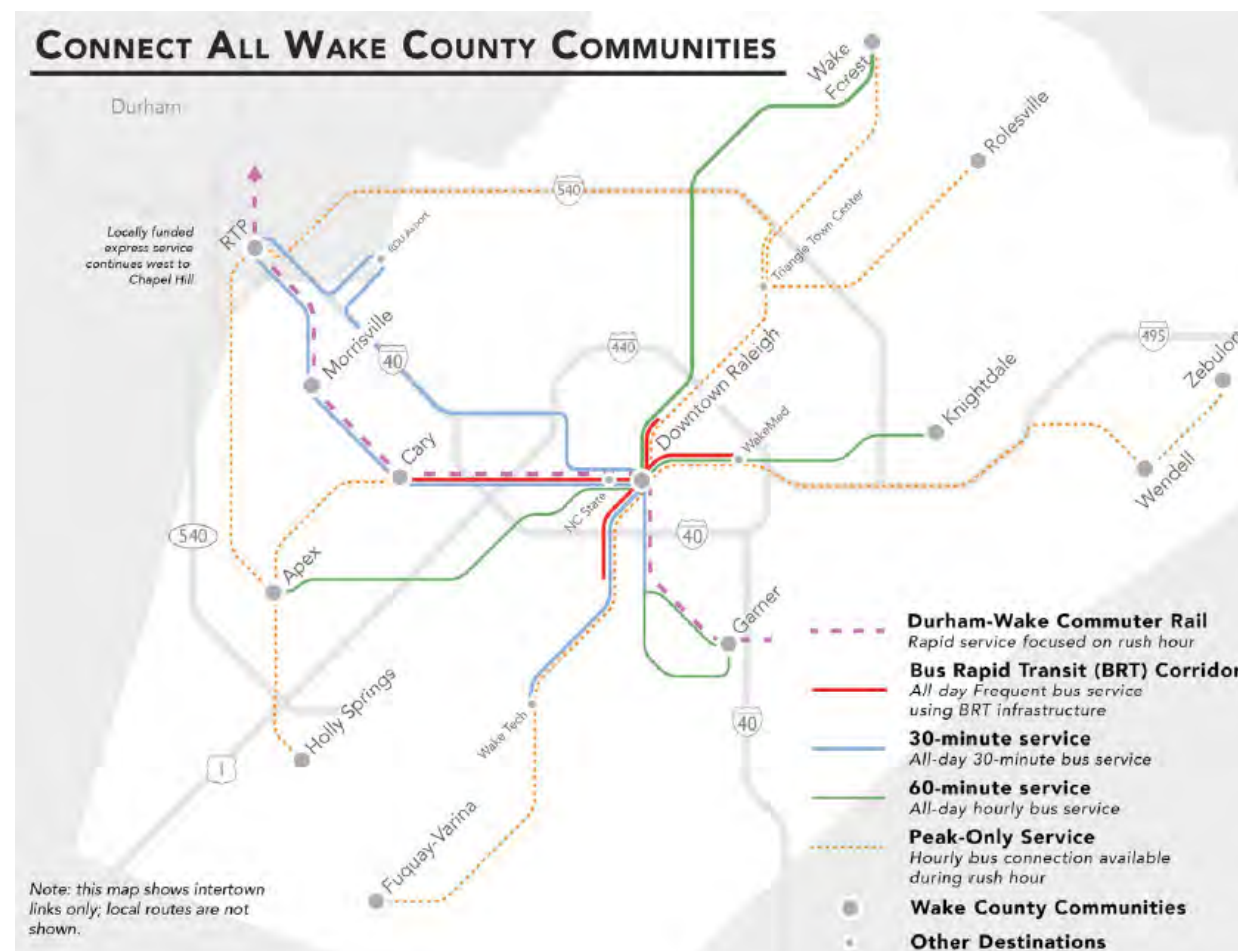 CONNECT ALL WAKE COUNTY COMMUNITIES
Durham
Wake
Forest
Rolesville
540
Triangle Town Center
RDU Airport
RTP
Locally funded
express service
continues west to
Chapel Hill
Morrisville
40
440
495
Downtown Raleigh
Knightdale
Zebulon
WakeMed
Wendell
Cary
NC State
540
40
Apex
Garner
Holly Springs
Wake Tech
40
1
Fuquay-Varina
Durham-Wake Commuter Rail
Rapid service focused on rush hour
Bus Rapid Transit (BRT) Corridor
All-day Frequent bus service
using BRT infrastructure
30-minute service
All-day 30-minute bus service
60-minute service
All-day hourly bus service
Peak-Only Service
Hourly bus connection available
during rush hour
Wake County Communities
Other Destinations
Note: this map shows intertown
links only; local routes are not
shown.